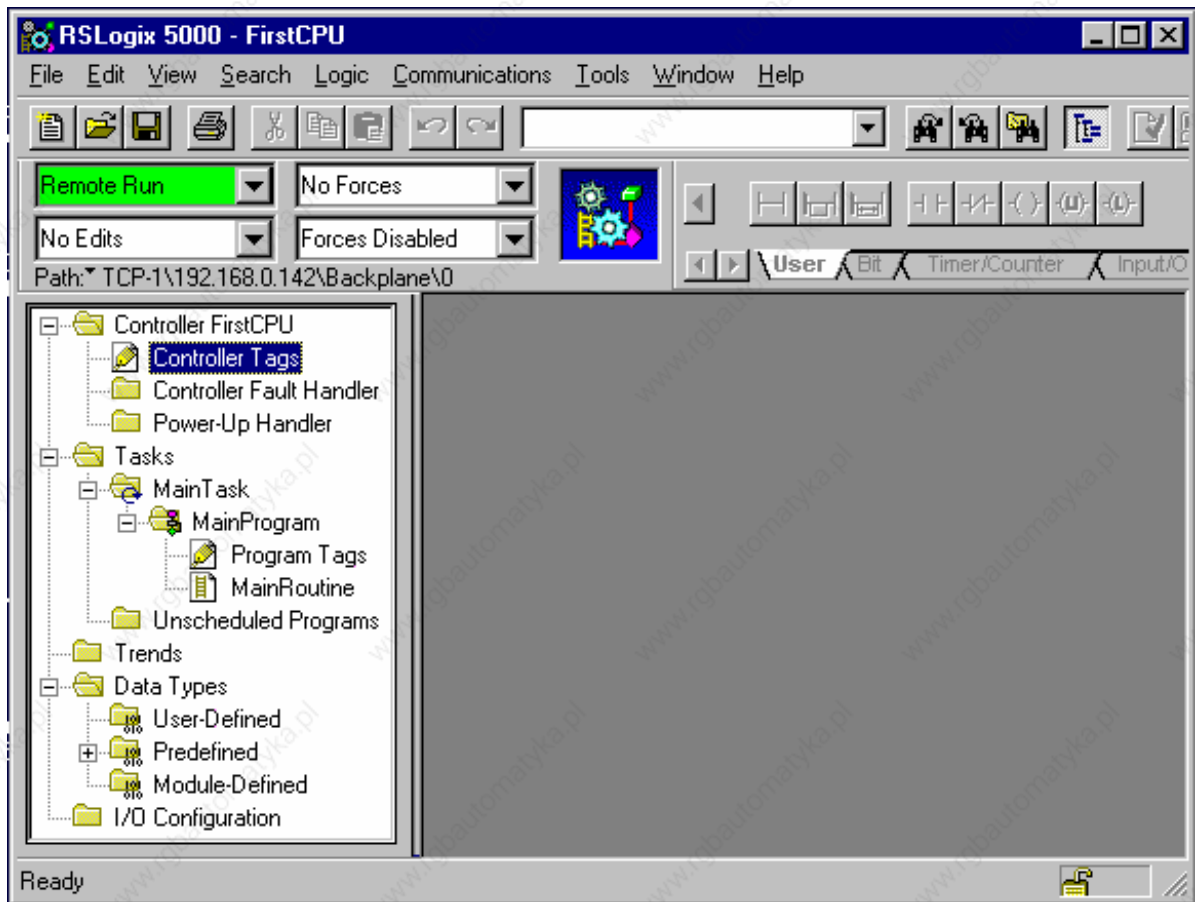 RSLogix 5000 - FirstCPU
File Edit View Search Logic Communications Tools Window Help
Remote Run No Forces
No Edits Forces Disabled
Path: TCP-1\192.168.0.142\Backplane\0
User Bit Timer/Counter Input/O
Controller FirstCPU
Controller Tags
Controller Fault Handler
Power-Up Handler
Tasks
MainTask
MainProgram
Program Tags
MainRoutine
Unscheduled Programs
Trends
Data Types
User-Defined
Predefined
Module-Defined
I/O Configuration
Ready
www.rgbautomatyka.pl